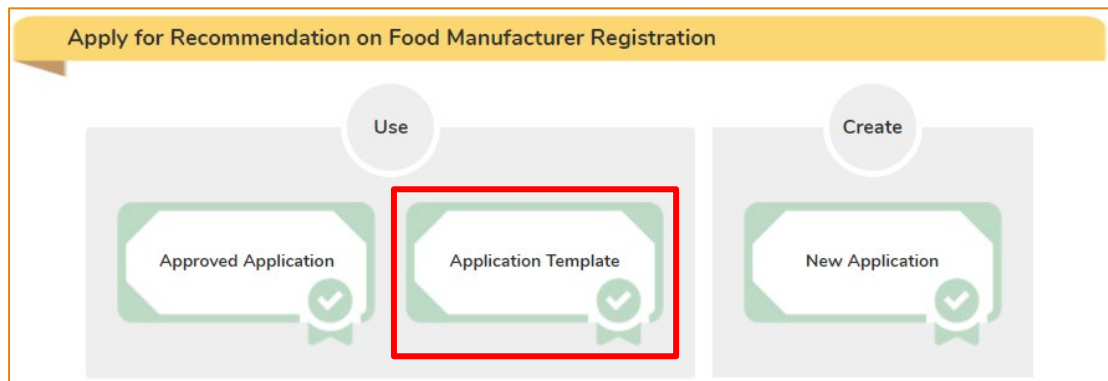 Apply for Recommendation on Food Manufacturer Registration
Use
Create
Approved Application
Application Template
New Application